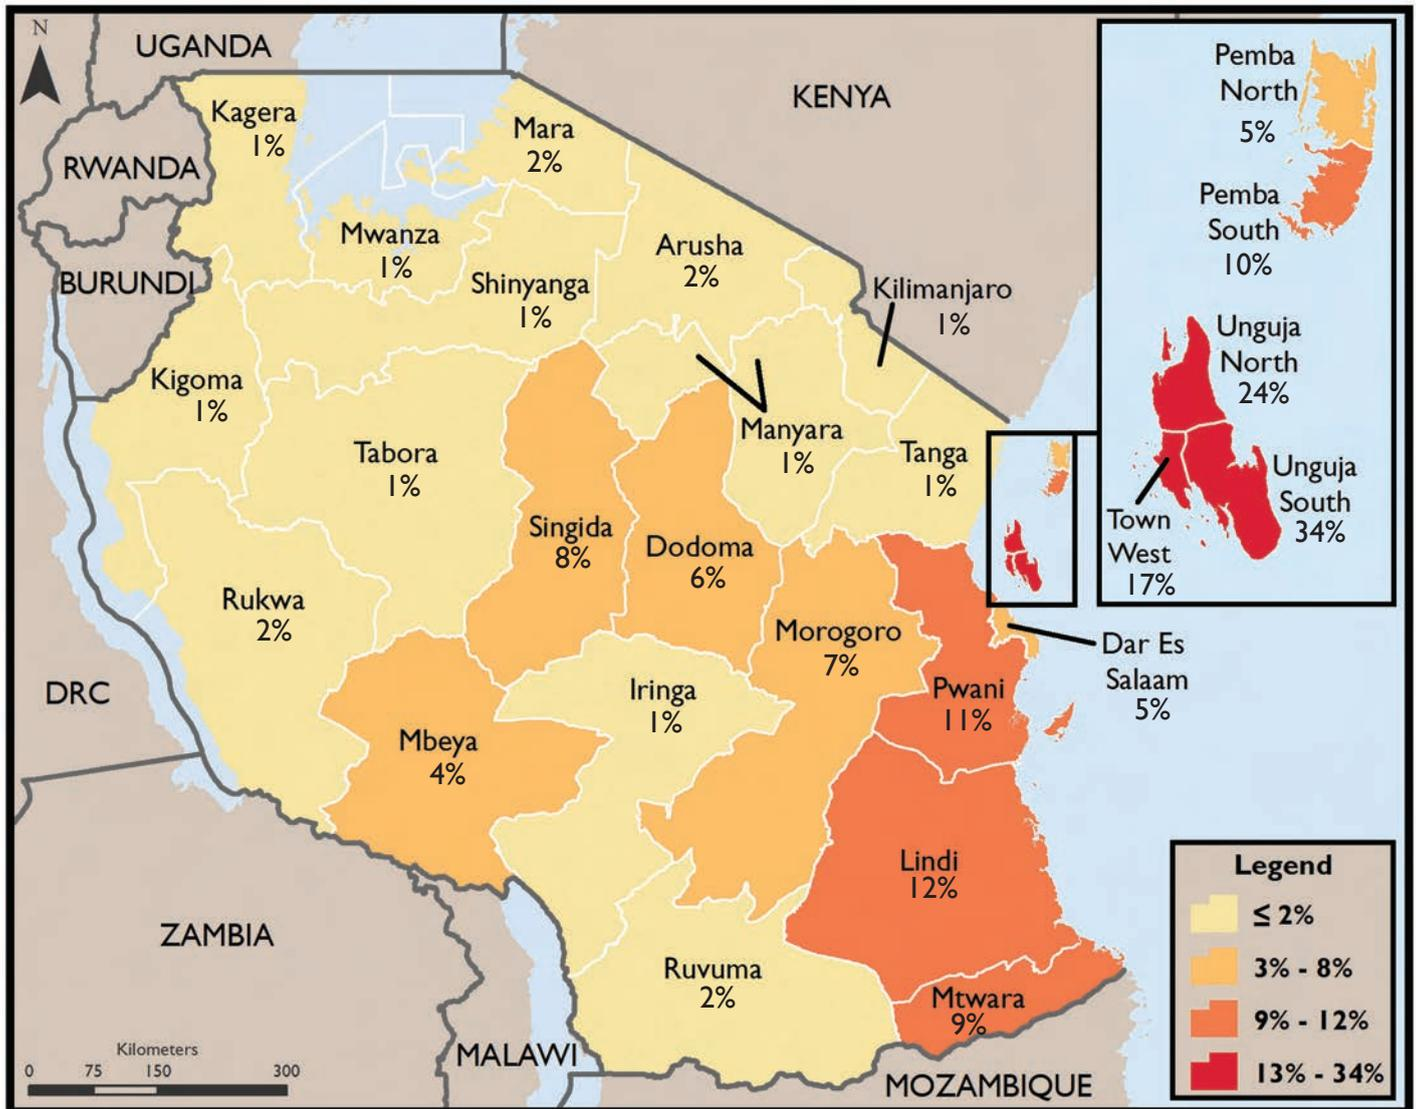 N
UGANDA
KENYA
RWANDA
BURUNDI
DRC
ZAMBIA
MALAWI
MOZAMBIQUE
Kagera
1%
Mara
2%
Mwanza
1%
Shinyanga
1%
Arusha
2%
Kilimanjaro
1%
Kigoma
1%
Tabora
1%
Manyara
1%
Tanga
1%
Singida
8%
Dodoma
6%
Rukwa
2%
Morogoro
7%
Iringa
1%
Pwani
11%
Dar Es
Salaam
5%
Mbeya
4%
Lindi
12%
Ruvuma
2%
Mtwara
9%
Pemba
North
5%
Pemba
South
10%
Unguja
North
24%
Unguja
South
34%
Town
West
17%
Legend
≤ 2%
3% - 8%
9% - 12%
13% - 34%
Kilometers
0 75 150 300